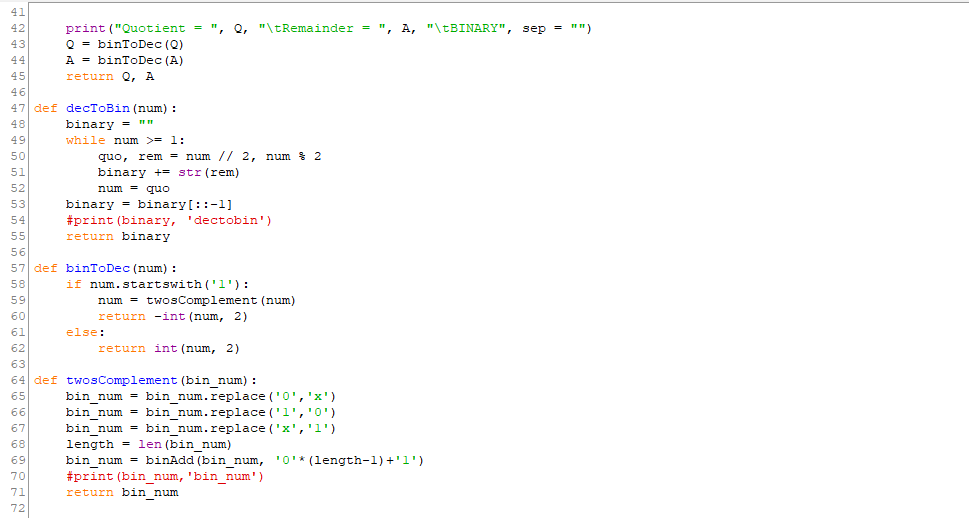 41
42     print("Quotient = ", Q, "\tRemainder = ", A, "\tBINARY", sep = "")
43     Q = binToDec(Q)
44     A = binToDec(A)
45     return Q, A
46
47 def decToBin(num):
48     binary = ""
49     while num >= 1:
50         quo, rem = num // 2, num % 2
51         binary += str(rem)
52         num = quo
53     binary = binary[::-1]
54     #print(binary, 'dectobin')
55     return binary
56
57 def binToDec(num):
58     if num.startswith('1'):
59         num = twosComplement(num)
60         return -int(num, 2)
61     else:
62         return int(num, 2)
63
64 def twosComplement(bin_num):
65     bin_num = bin_num.replace('0','x')
66     bin_num = bin_num.replace('1','0')
67     bin_num = bin_num.replace('x','1')
68     length = len(bin_num)
69     bin_num = binAdd(bin_num, '0'*(length-1)+'1')
70     #print(bin_num,'bin_num')
71     return bin_num
72